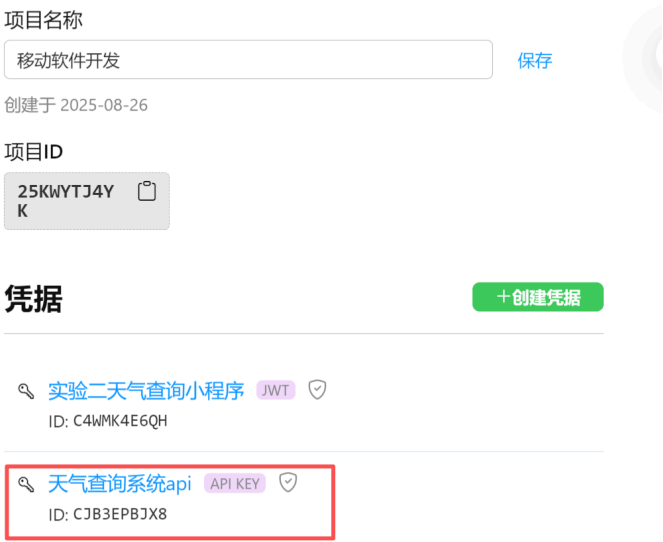 项目名称
移动软件开发 保存
创建于 2025-08-26
项目ID
25KWYTJ4Y
K
凭据 +创建凭据
实验二天气查询小程序 JWT
ID: C4WMK4E6QH
天气查询系统api API KEY
ID: CJB3EPBJX8